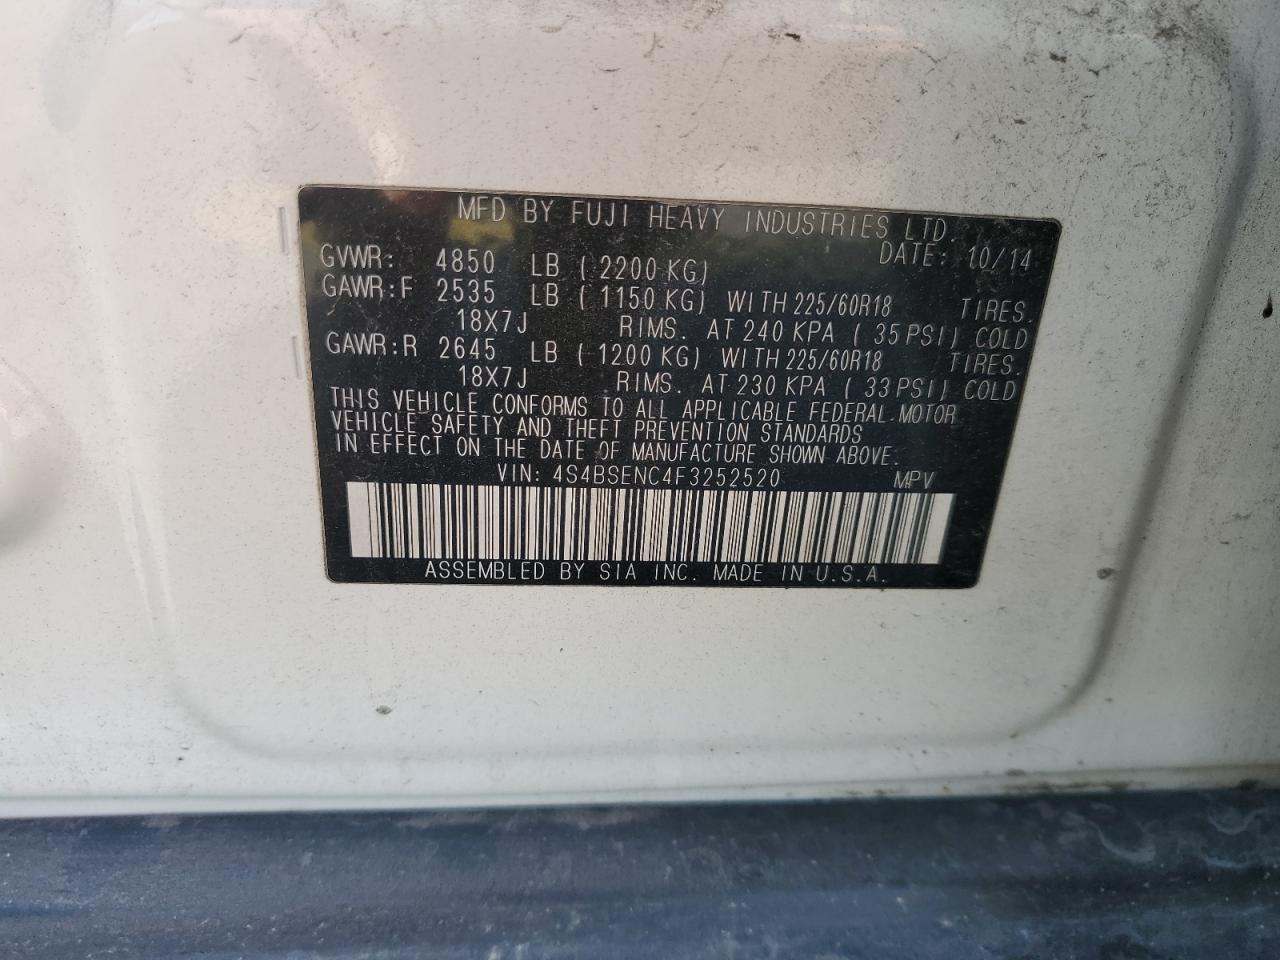 MFD BY FUJI HEAVY INDUSTRIES LTD.
DATE: 10/14
GVWR: 4850 LB (2200 KG)
GAWR:F 2535 LB (1150 KG) WITH 225/60R18 TIRES.
18X7J RIMS. AT 240 KPA (35 PSI) COLD
GAWR:R 2645 LB (1200 KG) WITH 225/60R18 TIRES.
18X7J RIMS. AT 230 KPA (33 PSI) COLD
THIS VEHICLE CONFORMS TO ALL APPLICABLE FEDERAL MOTOR
VEHICLE SAFETY AND THEFT PREVENTION STANDARDS
IN EFFECT ON THE DATE OF MANUFACTURE SHOWN ABOVE.
VIN: 4S4BSENC4F3252520 MPV
ASSEMBLED BY SIA INC. MADE IN U.S.A.